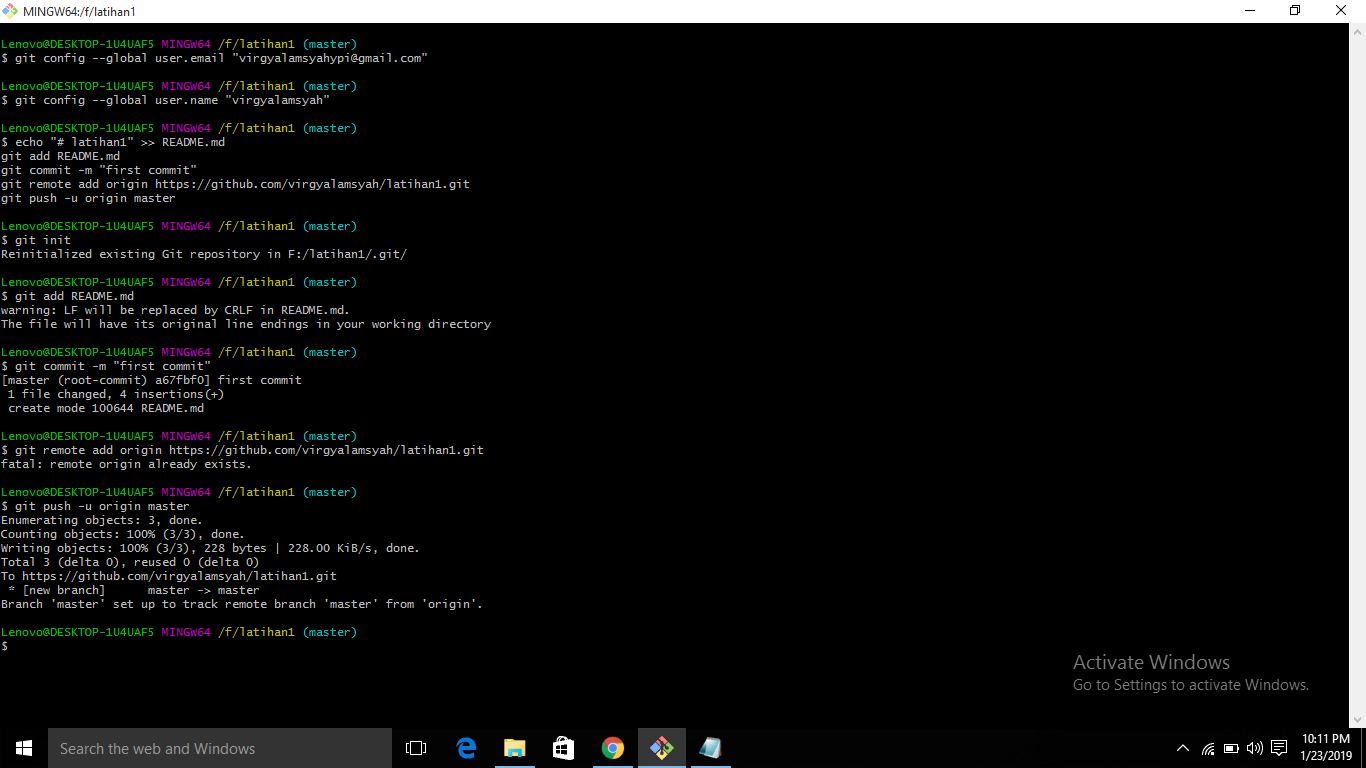 MINGW64:/f/latihan1
Lenovo@DESKTOP-1U4UAF5 MINGW64 /f/latihan1 (master)
$ git config --global user.email "virgyalamsyahypi@gmail.com"
Lenovo@DESKTOP-1U4UAF5 MINGW64 /f/latihan1 (master)
$ git config --global user.name "virgyalamsyah"
Lenovo@DESKTOP-1U4UAF5 MINGW64 /f/latihan1 (master)
$ echo "# latihan1" >> README.md
git add README.md
git commit -m "first commit"
git remote add origin https://github.com/virgyalamsyah/latihan1.git
git push -u origin master
Lenovo@DESKTOP-1U4UAF5 MINGW64 /f/latihan1 (master)
$ git init
Reinitialized existing Git repository in F:/latihan1/.git/
Lenovo@DESKTOP-1U4UAF5 MINGW64 /f/latihan1 (master)
$ git add README.md
warning: LF will be replaced by CRLF in README.md.
The file will have its original line endings in your working directory
Lenovo@DESKTOP-1U4UAF5 MINGW64 /f/latihan1 (master)
$ git commit -m "first commit"
[master (root-commit) a67fbf0] first commit
1 file changed, 4 insertions(+)
create mode 100644 README.md
Lenovo@DESKTOP-1U4UAF5 MINGW64 /f/latihan1 (master)
$ git remote add origin https://github.com/virgyalamsyah/latihan1.git
fatal: remote origin already exists.
Lenovo@DESKTOP-1U4UAF5 MINGW64 /f/latihan1 (master)
$ git push -u origin master
Enumerating objects: 3, done.
Counting objects: 100% (3/3), done.
Writing objects: 100% (3/3), 228 bytes | 228.00 KiB/s, done.
Total 3 (delta 0), reused 0 (delta 0)
To https://github.com/virgyalamsyah/latihan1.git
* [new branch]      master -> master
Branch 'master' set up to track remote branch 'master' from 'origin'.
Lenovo@DESKTOP-1U4UAF5 MINGW64 /f/latihan1 (master)
$
Activate Windows
Go to Settings to activate Windows.
Search the web and Windows
10:11 PM
1/23/2019